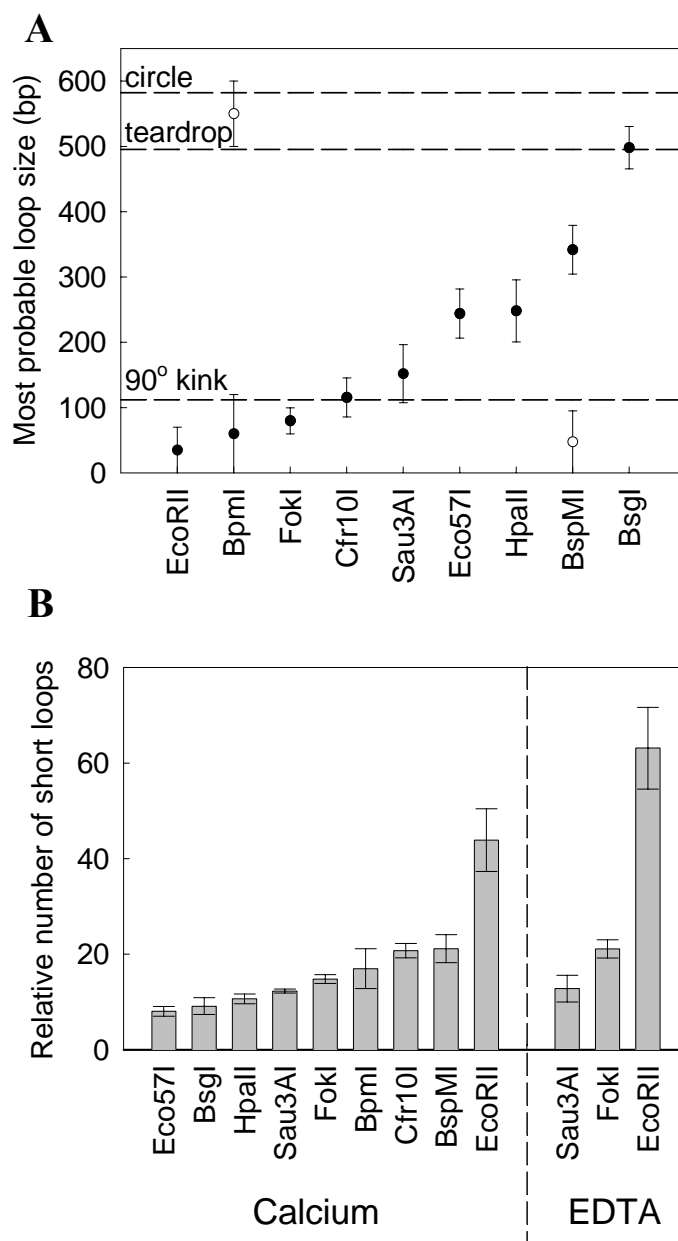 A
Most probable loop size (bp)
600
500
400
300
200
100
0
circle
teardrop
90° kink
EcoRII
BpmI
FokI
Cfr10I
Sau3AI
Eco57I
HpaII
BspMI
BsgI
B
Relative number of short loops
80
60
40
20
0
Eco57I
BsgI
HpaII
Sau3AI
FokI
BpmI
Cfr10I
BspMI
EcoRII
Sau3AI
FokI
EcoRII
Calcium
EDTA